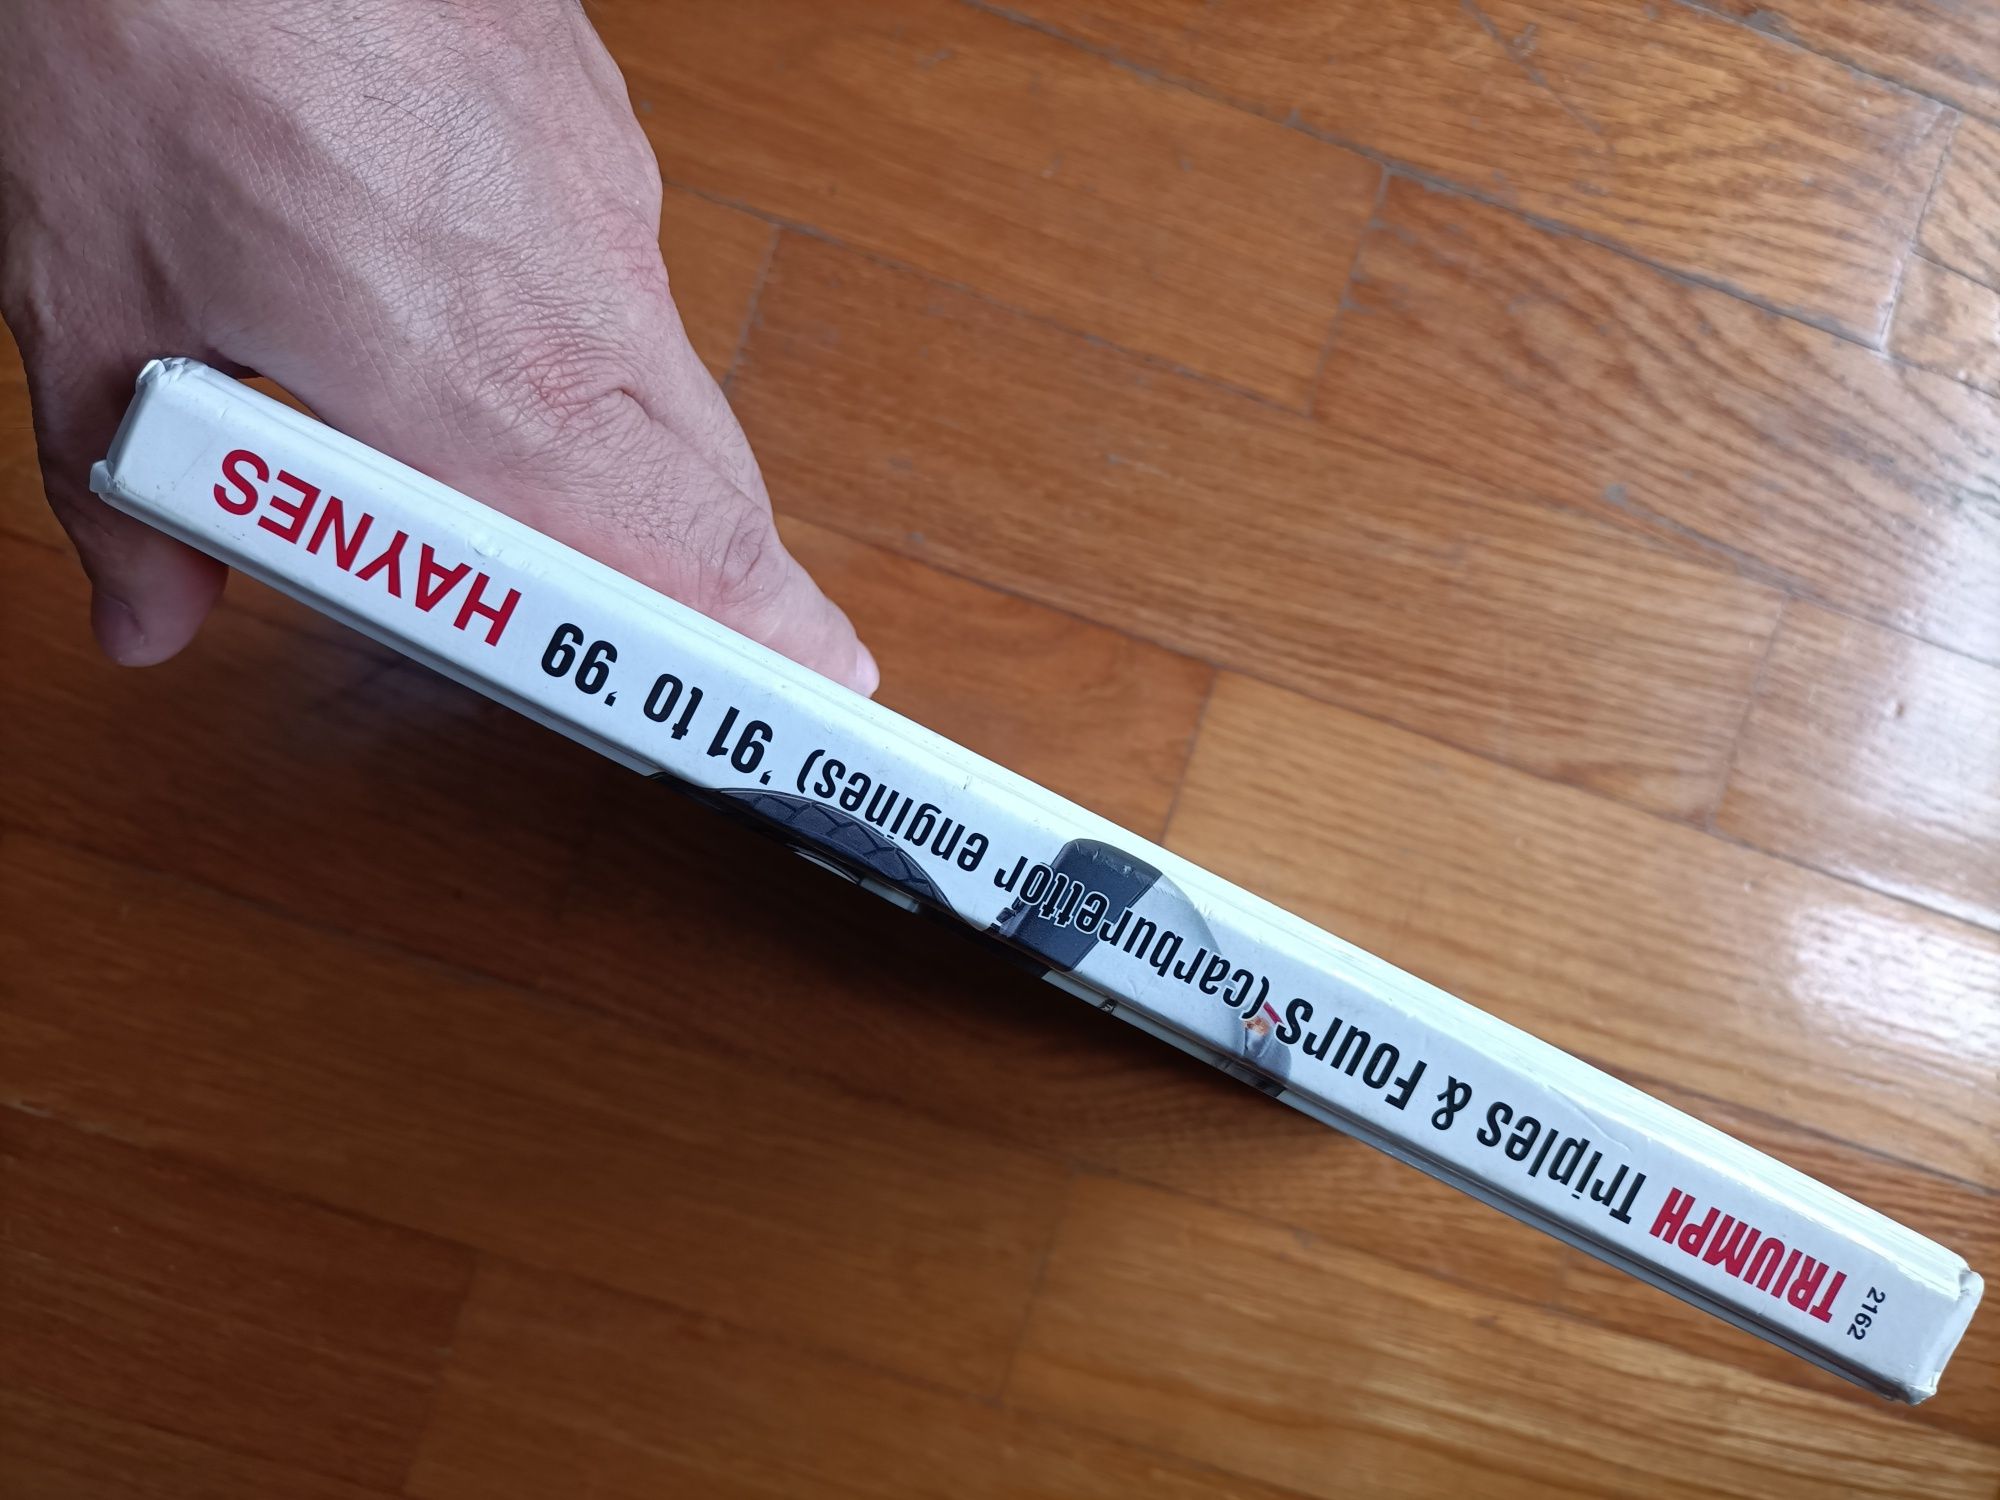 2162 TRIUMPH Triples & Fours (carburettor engines) '91 to '99 HAYNES